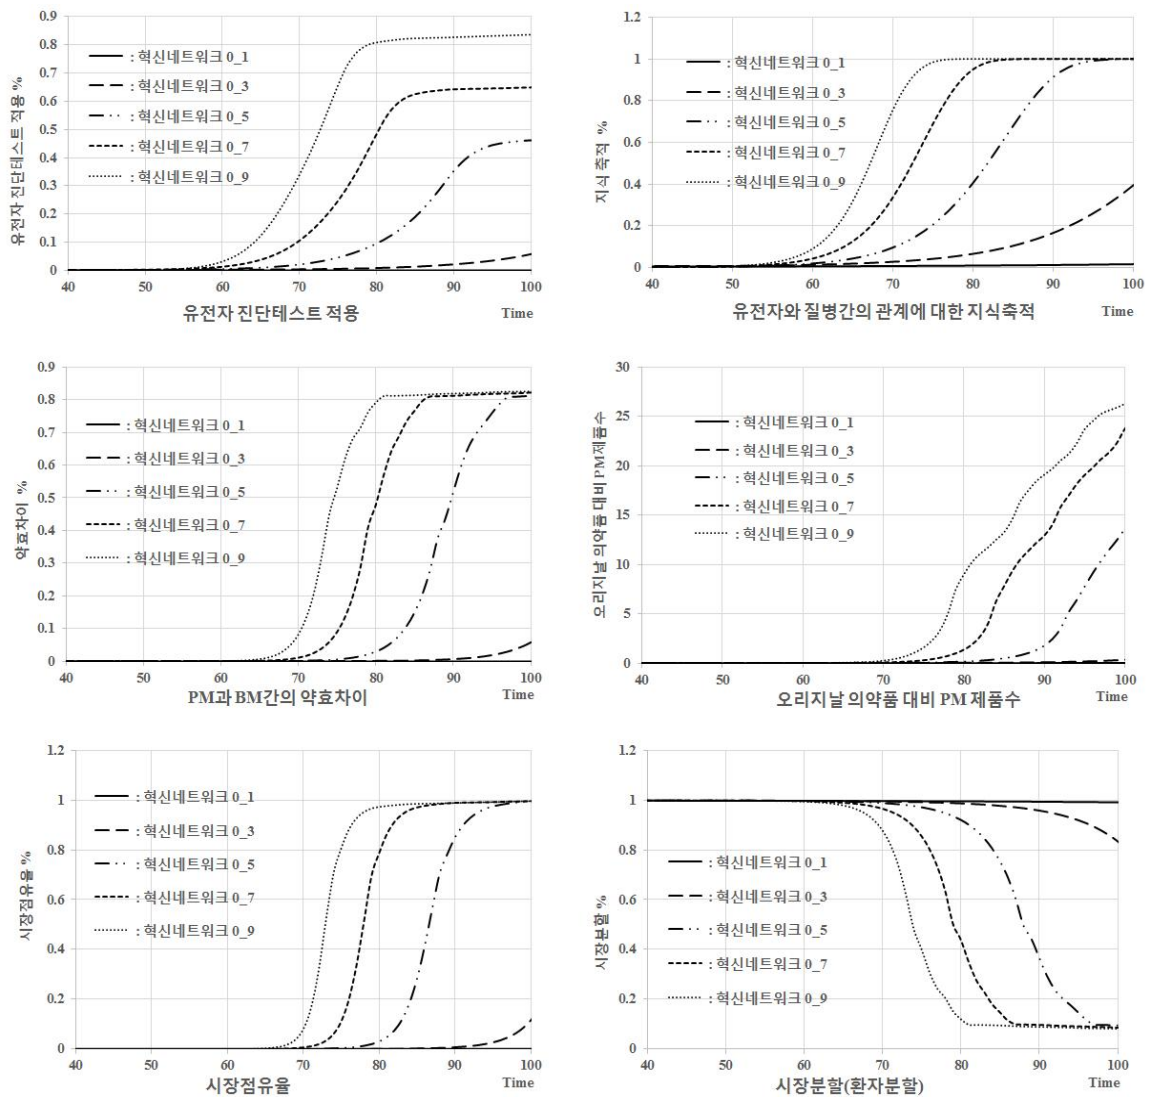 0.9
0.8
0.7
0.6
0.5
0.4
0.3
0.2
0.1
0
유전자 진단테스트 적용 %
: 혁신네트워크 0_1
: 혁신네트워크 0_3
: 혁신네트워크 0_5
: 혁신네트워크 0_7
: 혁신네트워크 0_9
40 50 60 70 80 90 100
유전자 진단테스트 적용 Time
1.2
1
0.8
0.6
0.4
0.2
0
지식 축적 %
: 혁신네트워크 0_1
: 혁신네트워크 0_3
: 혁신네트워크 0_5
: 혁신네트워크 0_7
: 혁신네트워크 0_9
40 50 60 70 80 90 100
유전자와 질병간의 관계에 대한 지식축적 Time
0.9
0.8
0.7
0.6
0.5
0.4
0.3
0.2
0.1
0
약효차이 %
: 혁신네트워크 0_1
: 혁신네트워크 0_3
: 혁신네트워크 0_5
: 혁신네트워크 0_7
: 혁신네트워크 0_9
40 50 60 70 80 90 100
PM과 BM간의 약효차이 Time
30
25
20
15
10
5
0
오리지날 의약품 대비 PM제품수
: 혁신네트워크 0_1
: 혁신네트워크 0_3
: 혁신네트워크 0_5
: 혁신네트워크 0_7
: 혁신네트워크 0_9
40 50 60 70 80 90 100
오리지날 의약품 대비 PM 제품수 Time
1.2
1
0.8
0.6
0.4
0.2
0
시장점유율 %
: 혁신네트워크 0_1
: 혁신네트워크 0_3
: 혁신네트워크 0_5
: 혁신네트워크 0_7
: 혁신네트워크 0_9
40 50 60 70 80 90 100
시장점유율 Time
1.2
1
0.8
0.6
0.4
0.2
0
시장분할 %
: 혁신네트워크 0_1
: 혁신네트워크 0_3
: 혁신네트워크 0_5
: 혁신네트워크 0_7
: 혁신네트워크 0_9
40 50 60 70 80 90 100
시장분할(환자분할) Time